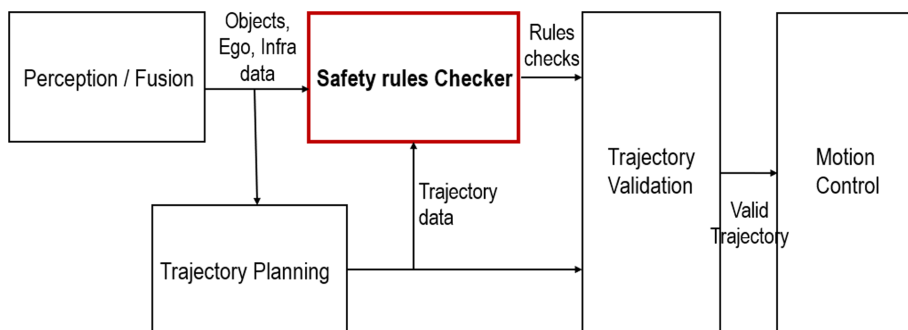 Objects,
Ego, Infra
data
Rules
checks
Perception / Fusion
Safety rules Checker
Trajectory
Validation
Motion
Control
Trajectory
data
Valid
Trajectory
Trajectory Planning